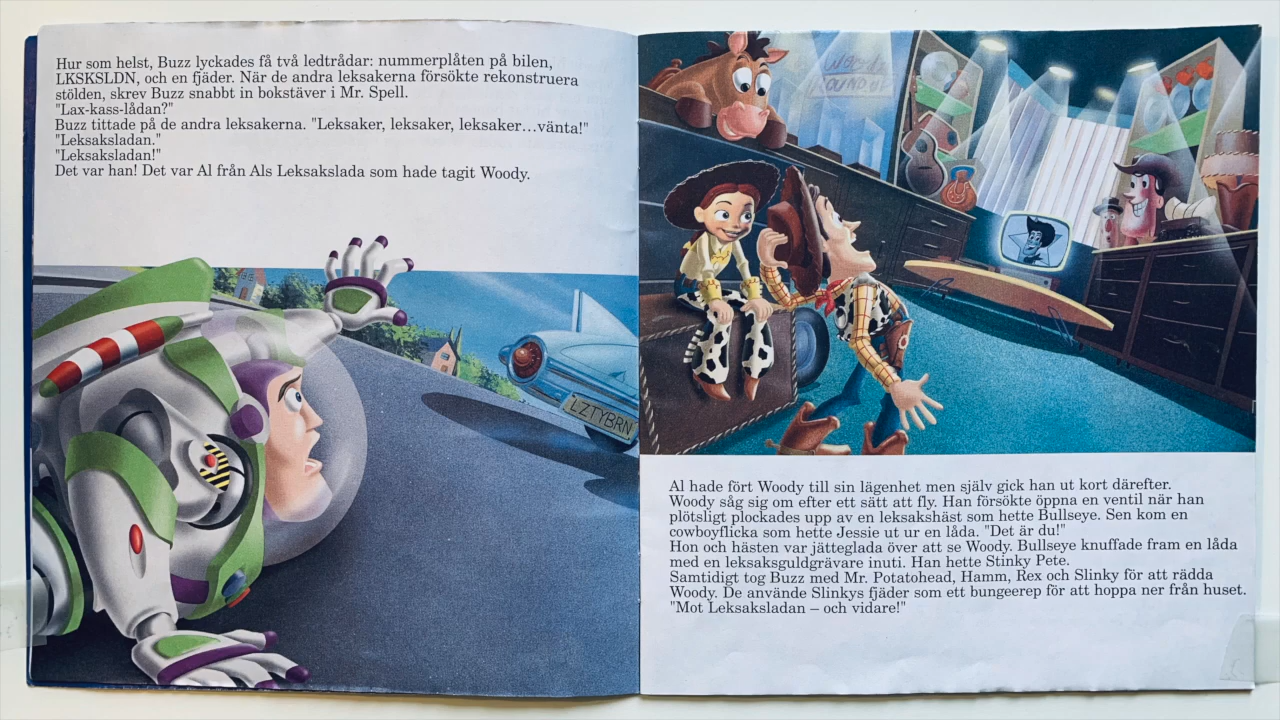 Hur som helst, Buzz lyckades få två ledtrådar: nummerplåten på bilen,
LKSKSLDN, och en fjäder. När de andra leksakerna försökte rekonstruera
stölden, skrev Buzz snabbt in bokstäver i Mr. Spell.
"Lax-kass-lådan?"
Buzz tittade på de andra leksakerna. "Leksaker, leksaker, leksaker…vänta!"
"Leksaksladan."
"Leksaksladan!"
Det var han! Det var Al från Als Leksakslada som hade tagit Woody.
LZTYBRN
Al hade fört Woody till sin lägenhet men själv gick han ut kort därefter.
Woody såg sig om efter ett sätt att fly. Han försökte öppna en ventil när han
plötsligt plockades upp av en leksakshäst som hette Bullseye. Sen kom en
cowboyflicka som hette Jessie ut ur en låda. "Det är du!"
Hon och hästen var jätteglada över att se Woody. Bullseye knuffade fram en låda
med en leksaksguldgrävare inuti. Han hette Stinky Pete.
Samtidigt tog Buzz med Mr. Potatohead, Hamm, Rex och Slinky för att rädda
Woody. De använde Slinkys fjäder som ett bungeerep för att hoppa ner från huset.
"Mot Leksaksladan – och vidare!"